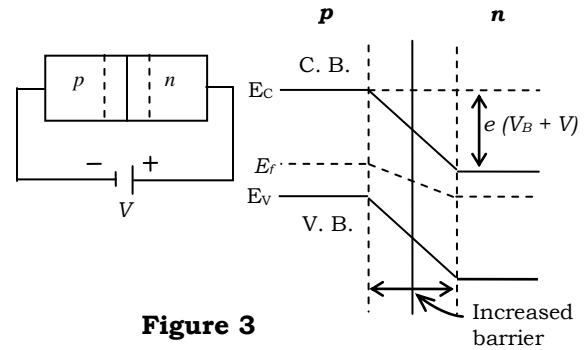 p n
C. B.
p n
E_C
e (V_B + V)
− +
E_f
V
E_V
V. B.
Figure 3
Increased
barrier